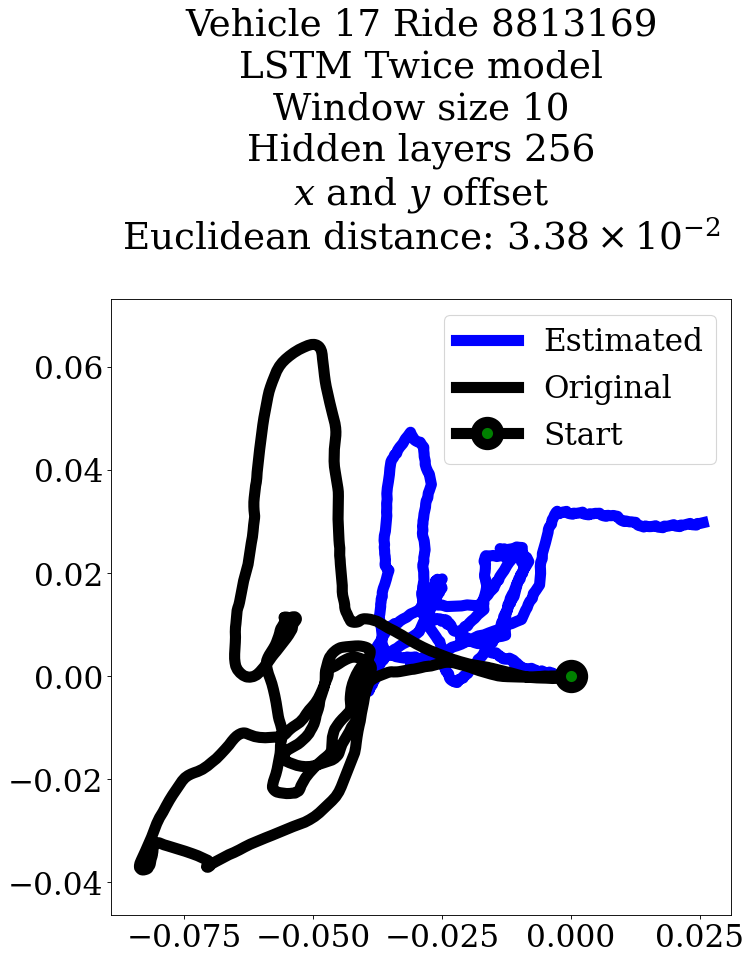 Vehicle 17 Ride 8813169
LSTM Twice model
Window size 10
Hidden layers 256
x and y offset
Euclidean distance: 3.38 × 10⁻²
Estimated
Original
Start
0.06
0.04
0.02
0.00
−0.02
−0.04
−0.075 −0.050 −0.025 0.000 0.025